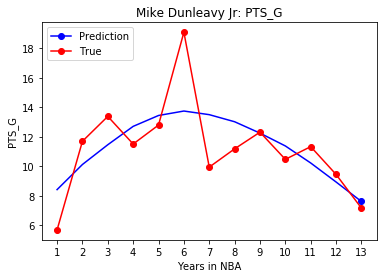 Mike Dunleavy Jr: PTS_G
Prediction
True
PTS_G
18
16
14
12
10
8
6
1 2 3 4 5 6 7 8 9 10 11 12 13
Years in NBA